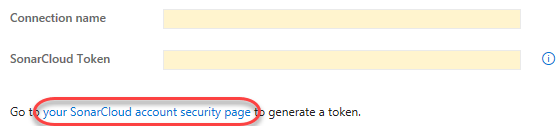 Connection name
SonarCloud Token
Go to your SonarCloud account security page to generate a token.